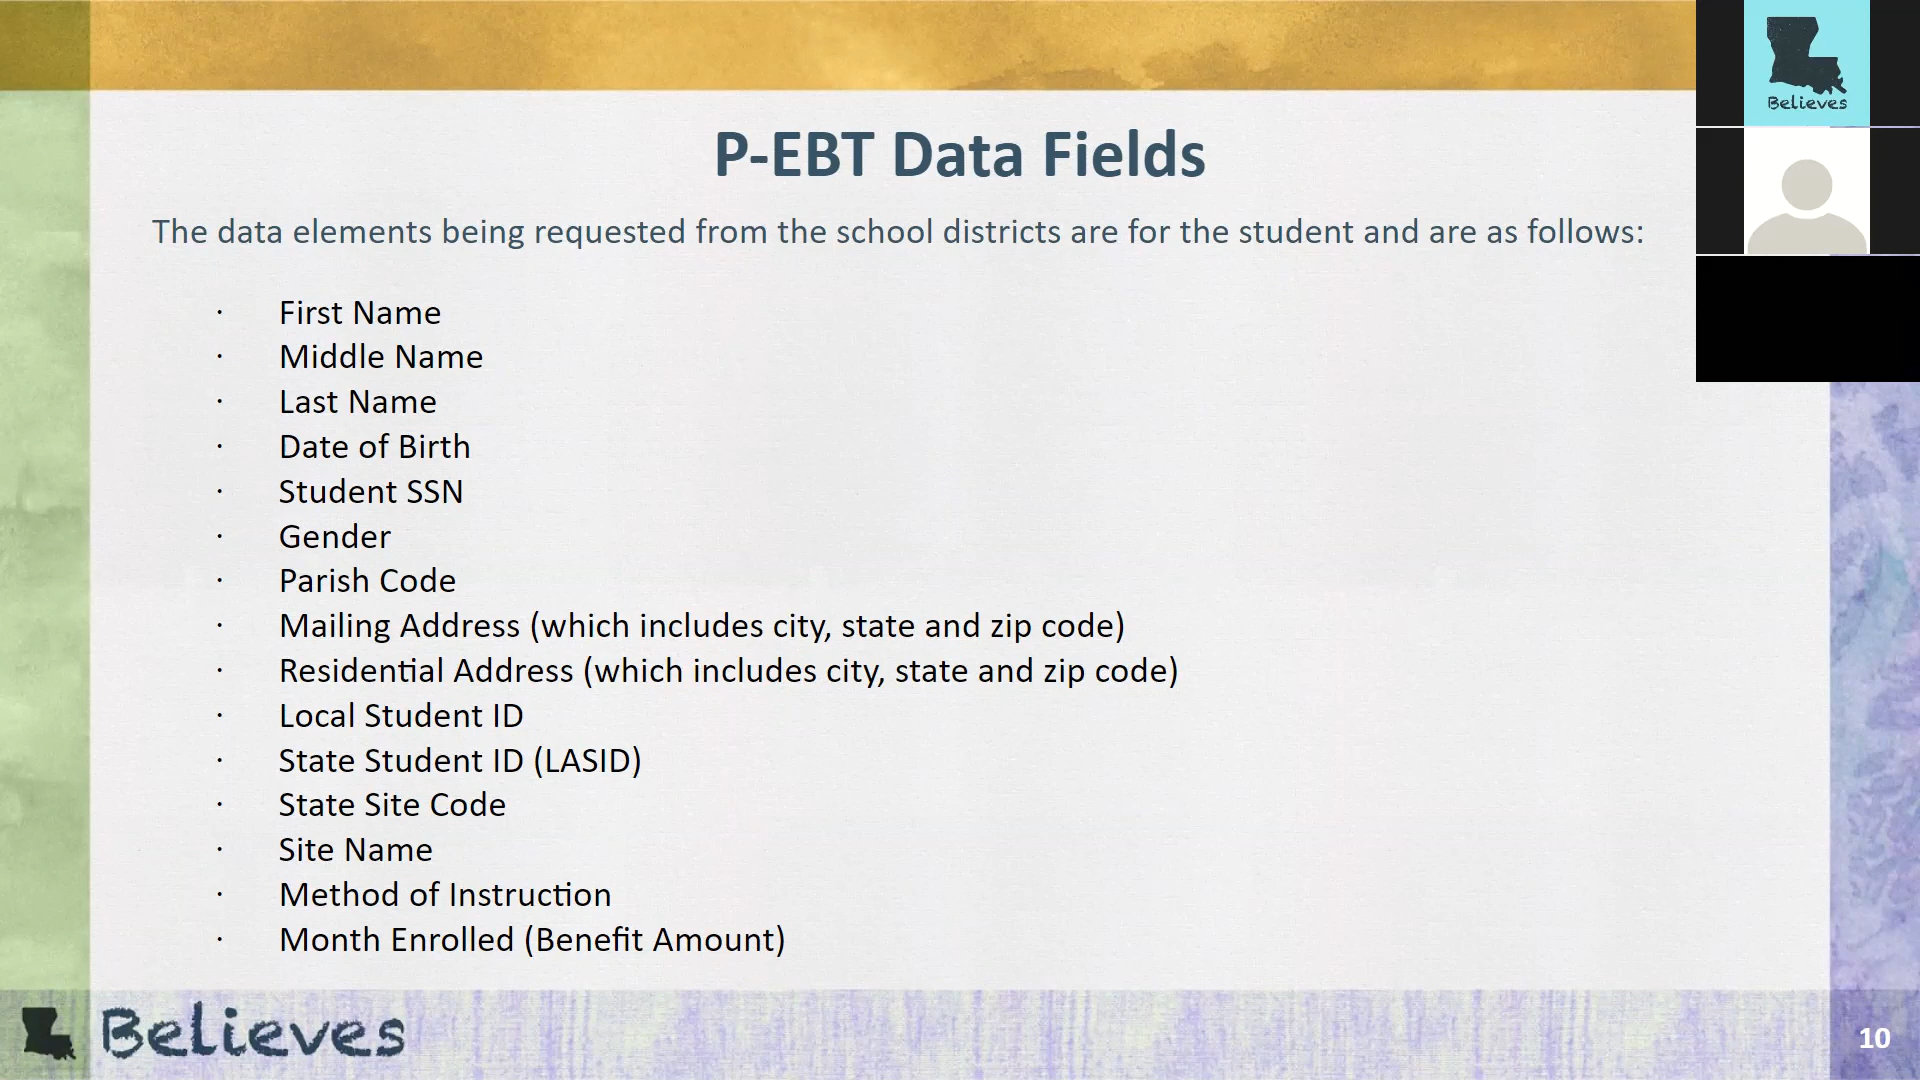 Believes
P-EBT Data Fields
The data elements being requested from the school districts are for the student and are as follows:
· First Name
· Middle Name
· Last Name
· Date of Birth
· Student SSN
· Gender
· Parish Code
· Mailing Address (which includes city, state and zip code)
· Residential Address (which includes city, state and zip code)
· Local Student ID
· State Student ID (LASID)
· State Site Code
· Site Name
· Method of Instruction
· Month Enrolled (Benefit Amount)
Believes
10